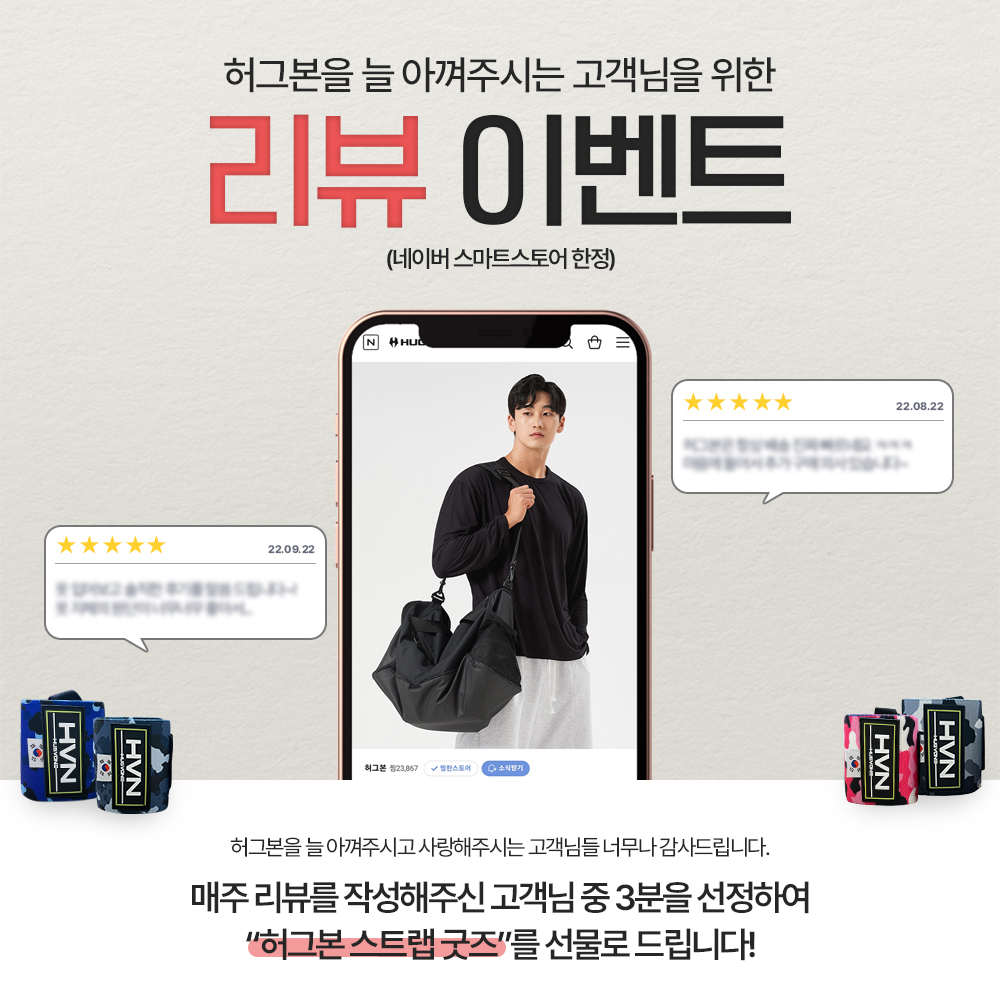 허그본을 늘 아껴주시는 고객님을 위한
리뷰 이벤트
(네이버 스마트스토어 한정)
N
22.08.22
22.09.22
HVN
HVN
HVN
허그본 찜23,867 찜한스토어 소식받기
허그본을 늘 아껴주시고 사랑해주시는 고객님들 너무나 감사드립니다.
매주 리뷰를 작성해주신 고객님 중 3분을 선정하여
“허그본 스트랩 굿즈”를 선물로 드립니다!